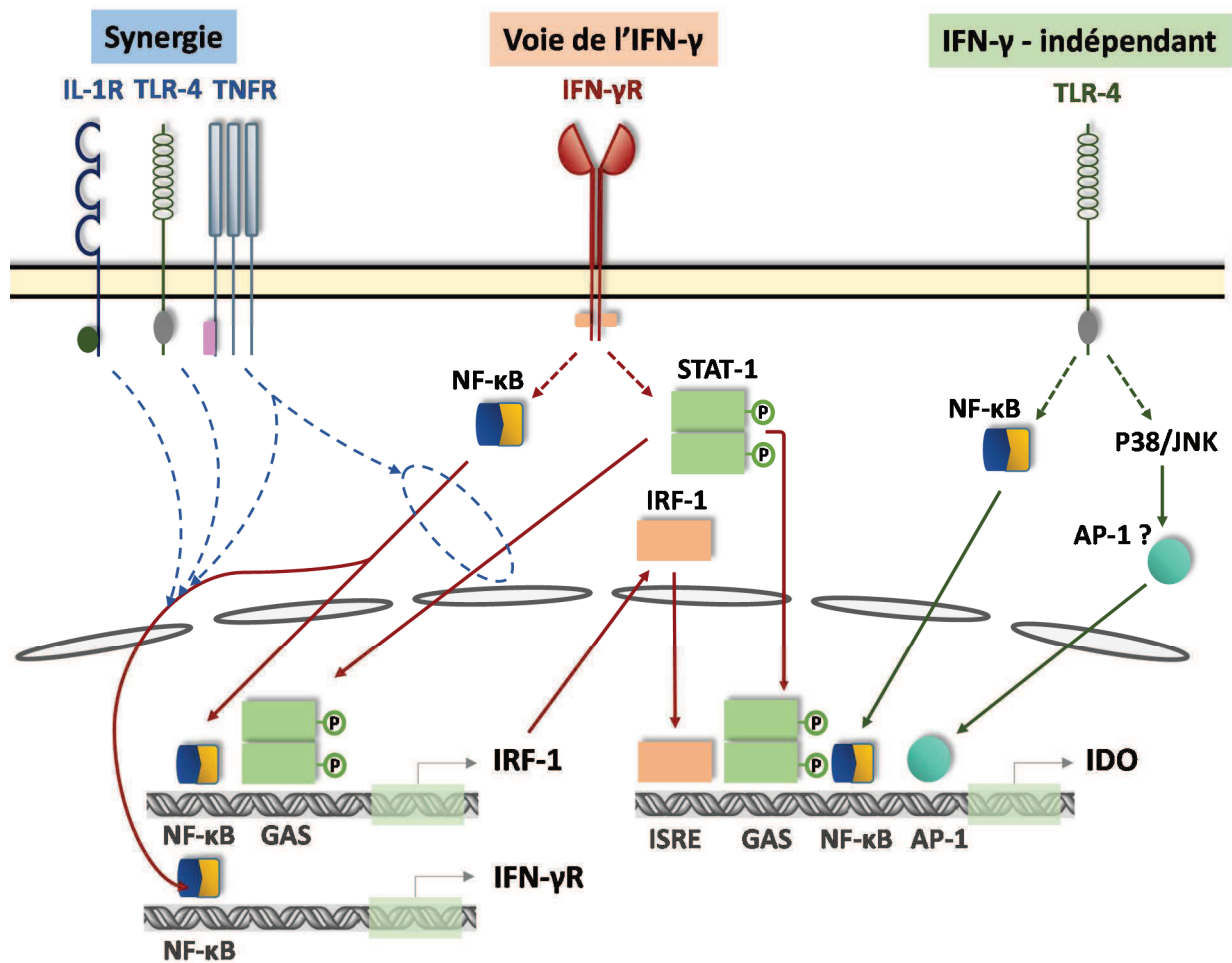 Synergie
Voie de l'IFN-γ
IFN-γ - indépendant
IL-1R TLR-4 TNFR
IFN-γR
TLR-4
NF-κB
STAT-1
P
P
NF-κB
P38/JNK
IRF-1
AP-1 ?
P
P
IRF-1
P
P
IDO
NF-κB GAS
ISRE GAS NF-κB AP-1
IFN-γR
NF-κB